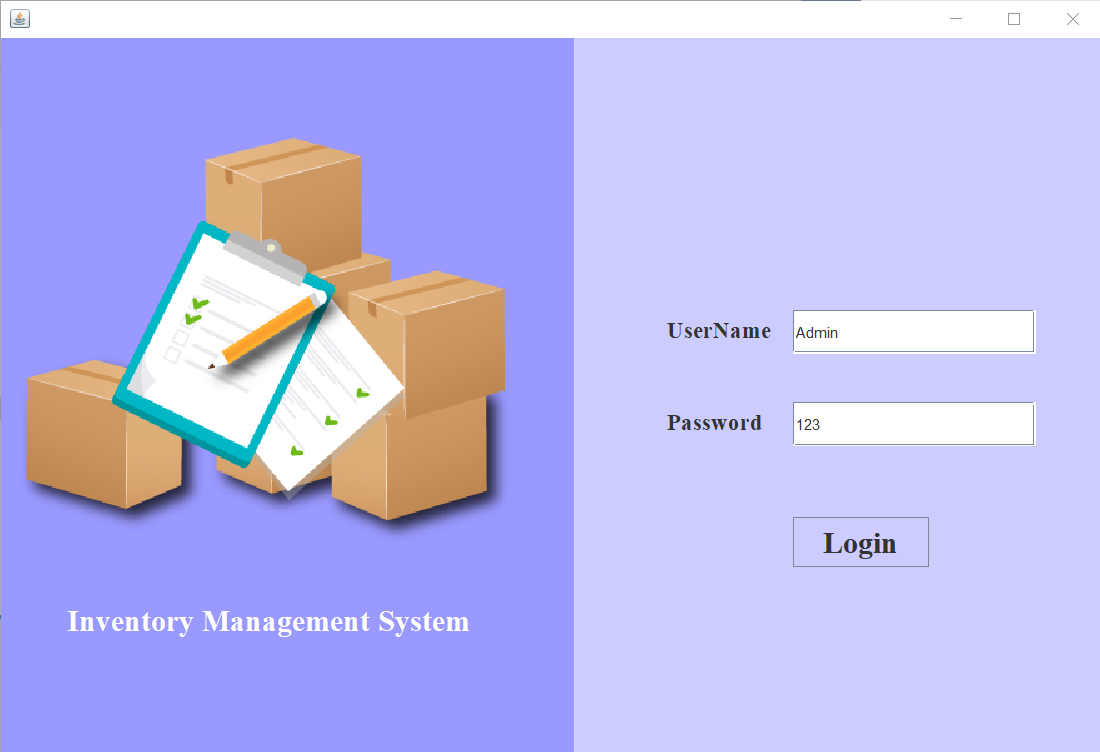 UserName
Admin
Password
123
Login
Inventory Management System